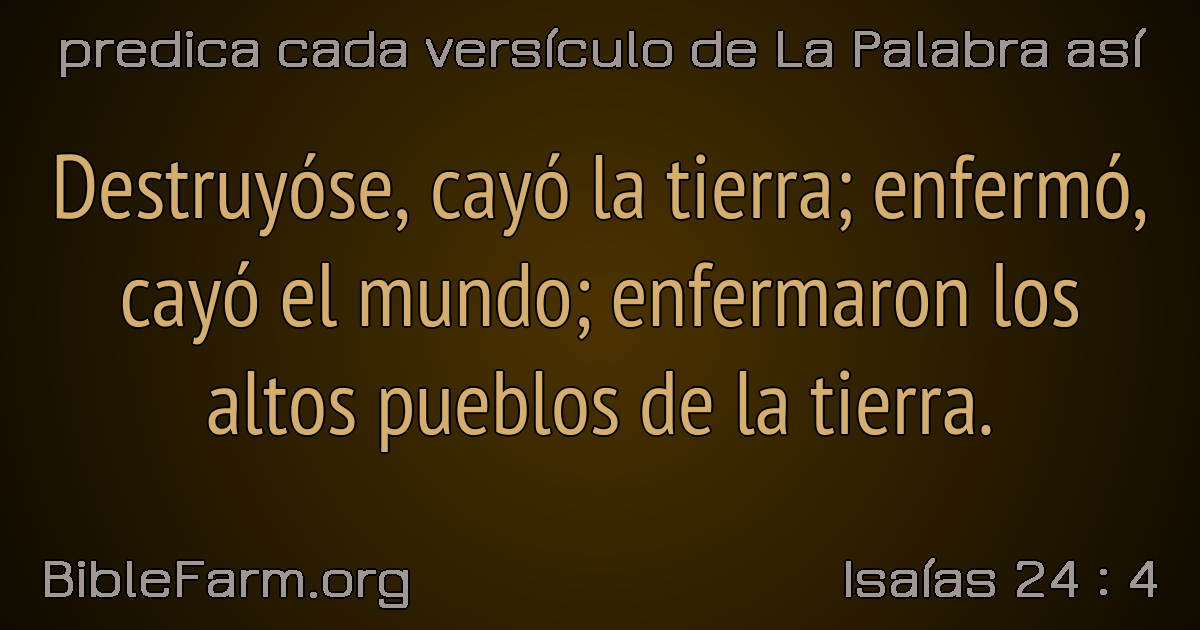 predica cada versículo de La Palabra así
Destruyóse, cayó la tierra; enfermó,
cayó el mundo; enfermaron los
altos pueblos de la tierra.
BibleFarm.org
Isaías 24 : 4